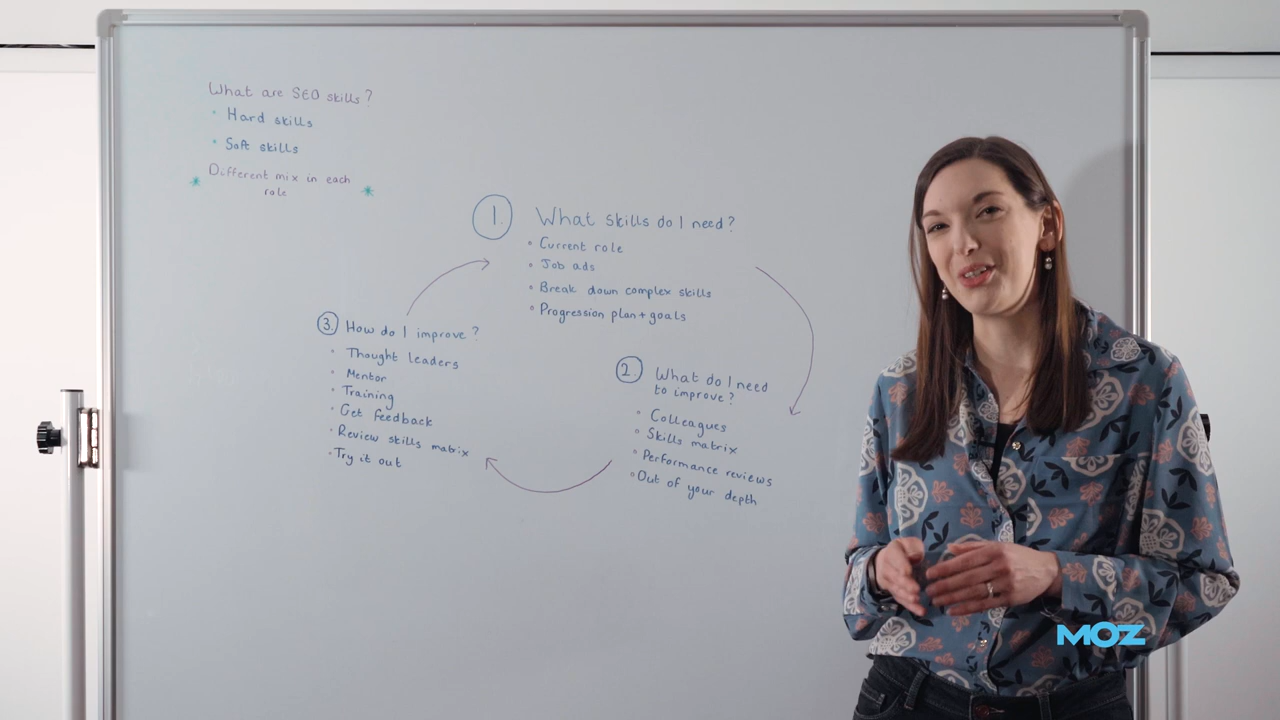 What are SEO skills?
• Hard skills
• Soft skills
* Different mix in each *
role
1. What skills do I need?
• Current role
• Job ads
• Break down complex skills
• Progression plan + goals
2. What do I need
to improve?
• Colleagues
• Skills matrix
• Performance reviews
• Out of your depth
3. How do I improve?
• Thought leaders
• Mentor
• Training
• Get feedback
• Review skills matrix
• Try it out
MOZ